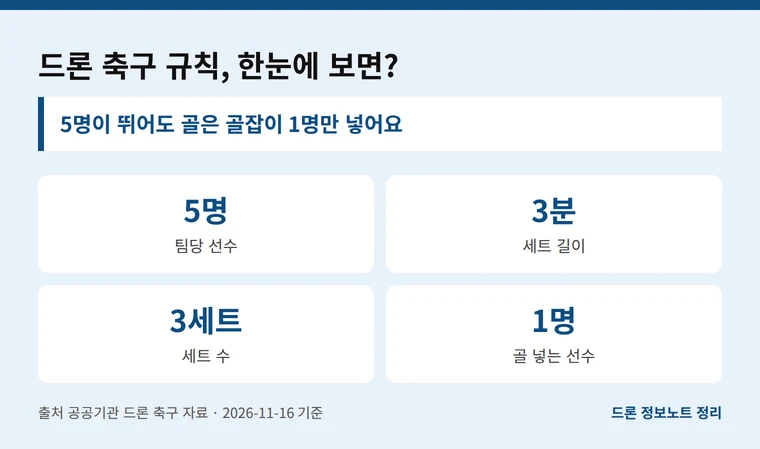 드론 축구 규칙, 한눈에 보면?
5명이 뛰어도 골은 골잡이 1명만 넣어요
5명
팀당 선수
3분
세트 길이
3세트
세트 수
1명
골 넣는 선수
출처 공공기관 드론 축구 자료 · 2026-11-16 기준
드론 정보노트 정리